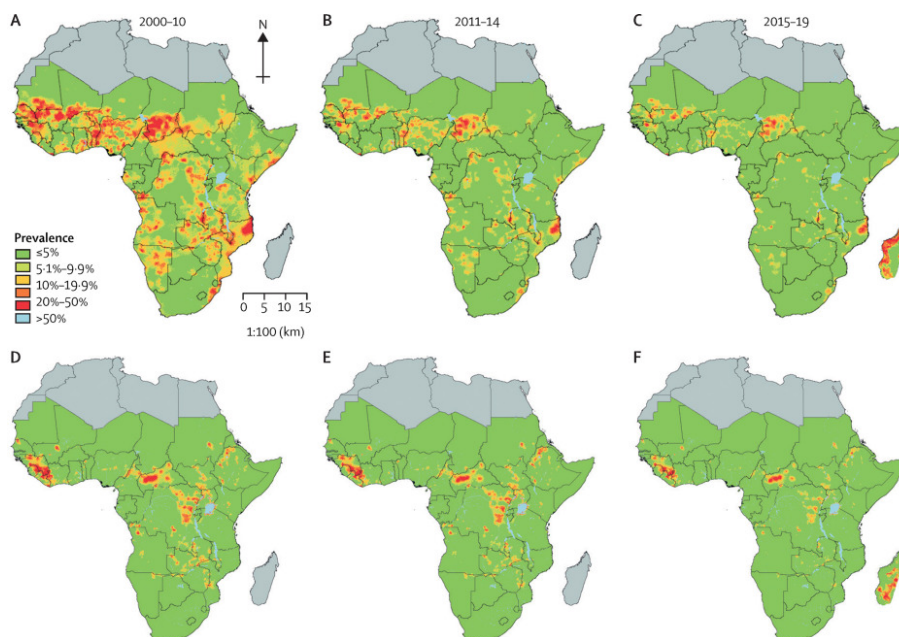 A
2000–10
N
B
2011–14
C
2015–19
Prevalence
≤5%
5·1%–9·9%
10%–19·9%
20%–50%
>50%
0 5 10 15
1:100 (km)
D
E
F